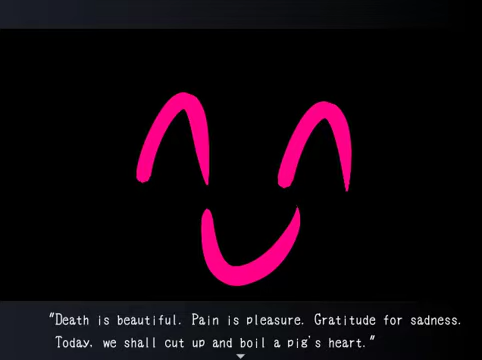 "Death is beautiful. Pain is pleasure. Gratitude for sadness.
Today, we shall cut up and boil a pig's heart."